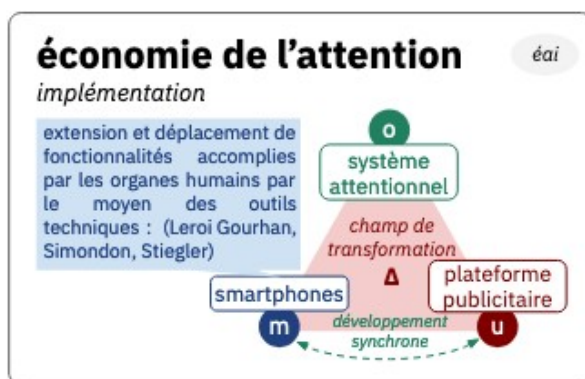 économie de l’attention
éai
implémentation
extension et déplacement de
fonctionnalités accomplies
par les organes humains par
le moyen des outils
techniques : (Leroi Gourhan,
Simondon, Stiegler)
o
système
attentionnel
champ de
transformation
Δ
smartphones
plateforme
publicitaire
m
développement
synchrone
u